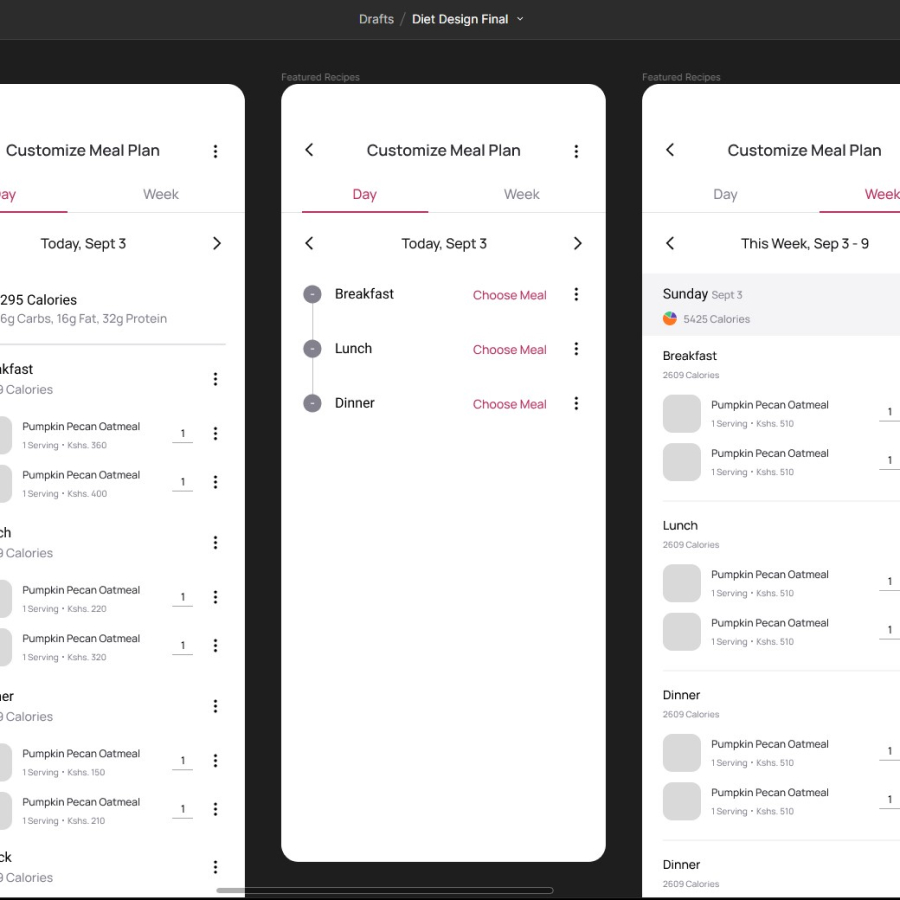 Drafts / Diet Design Final
Featured Recipes
Featured Recipes
Customize Meal Plan
ay
Week
Today, Sept 3
295 Calories
6g Carbs, 16g Fat, 32g Protein
kfast
9 Calories
Pumpkin Pecan Oatmeal
1
1 Serving • Kshs. 360
Pumpkin Pecan Oatmeal
1
1 Serving • Kshs. 400
ch
9 Calories
Pumpkin Pecan Oatmeal
1
1 Serving • Kshs. 220
Pumpkin Pecan Oatmeal
1
1 Serving • Kshs. 320
er
9 Calories
Pumpkin Pecan Oatmeal
1
1 Serving • Kshs. 150
Pumpkin Pecan Oatmeal
1
1 Serving • Kshs. 210
ck
9 Calories
Customize Meal Plan
Day
Week
Today, Sept 3
Breakfast
Choose Meal
Lunch
Choose Meal
Dinner
Choose Meal
Customize Meal Plan
Day
Week
This Week, Sep 3 - 9
Sunday Sept 3
5425 Calories
Breakfast
2609 Calories
Pumpkin Pecan Oatmeal
1
1 Serving • Kshs. 510
Pumpkin Pecan Oatmeal
1
1 Serving • Kshs. 510
Lunch
2609 Calories
Pumpkin Pecan Oatmeal
1
1 Serving • Kshs. 510
Pumpkin Pecan Oatmeal
1
1 Serving • Kshs. 510
Dinner
2609 Calories
Pumpkin Pecan Oatmeal
1
1 Serving • Kshs. 510
Pumpkin Pecan Oatmeal
1
1 Serving • Kshs. 510
Dinner
2609 Calories